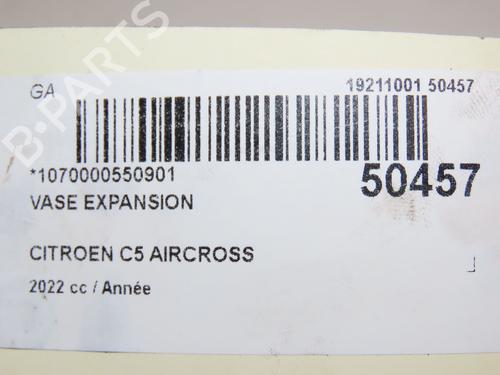 GA
19211001 50457
*1070000550901
50457
VASE EXPANSION
CITROEN C5 AIRCROSS
2022 cc / Année
B-PARTS